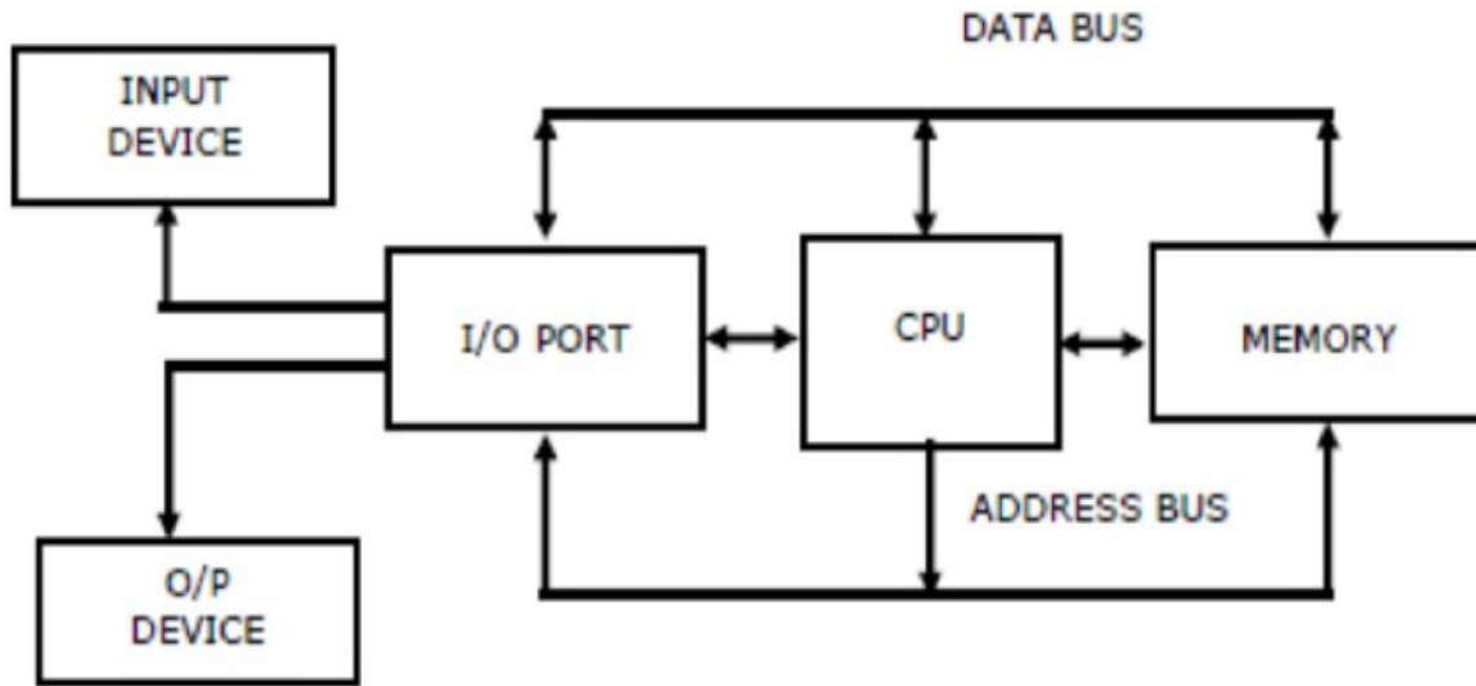 DATA BUS
INPUT
DEVICE
I/O PORT
CPU
MEMORY
ADDRESS BUS
O/P
DEVICE